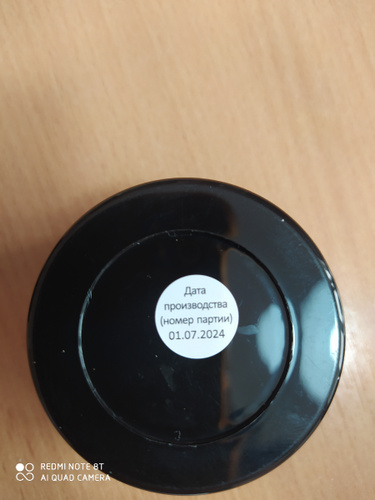 Дата
производства
(номер партии)
01.07.2024
REDMI NOTE 8T
AI QUAD CAMERA